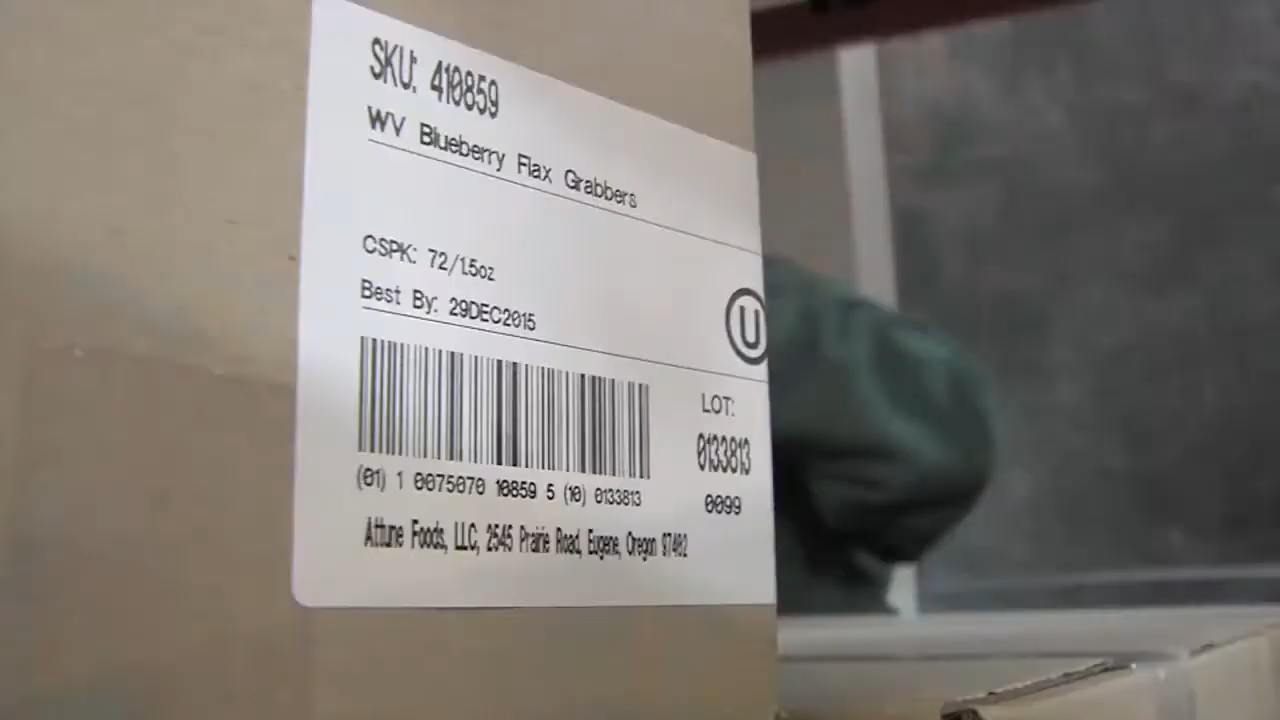 SKU: 410859
WV Blueberry Flax Grabbers
CSPK: 72/1.5oz
Best By: 29DEC2015
U
LOT:
0133813
0099
(01) 1 0075070 10859 5 (10) 0133813
Attune Foods, LLC, 2545 Prairie Road, Eugene, Oregon 97402